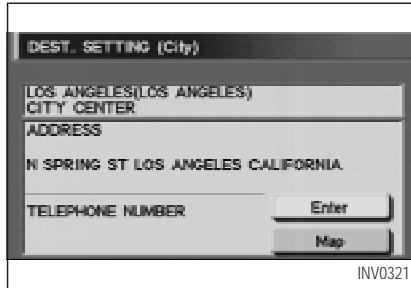 DEST. SETTING (City)
LOS ANGELES(LOS ANGELES)
CITY CENTER
ADDRESS
N SPRING ST LOS ANGELES CALIFORNIA
TELEPHONE NUMBER
Enter
Map
INV0321